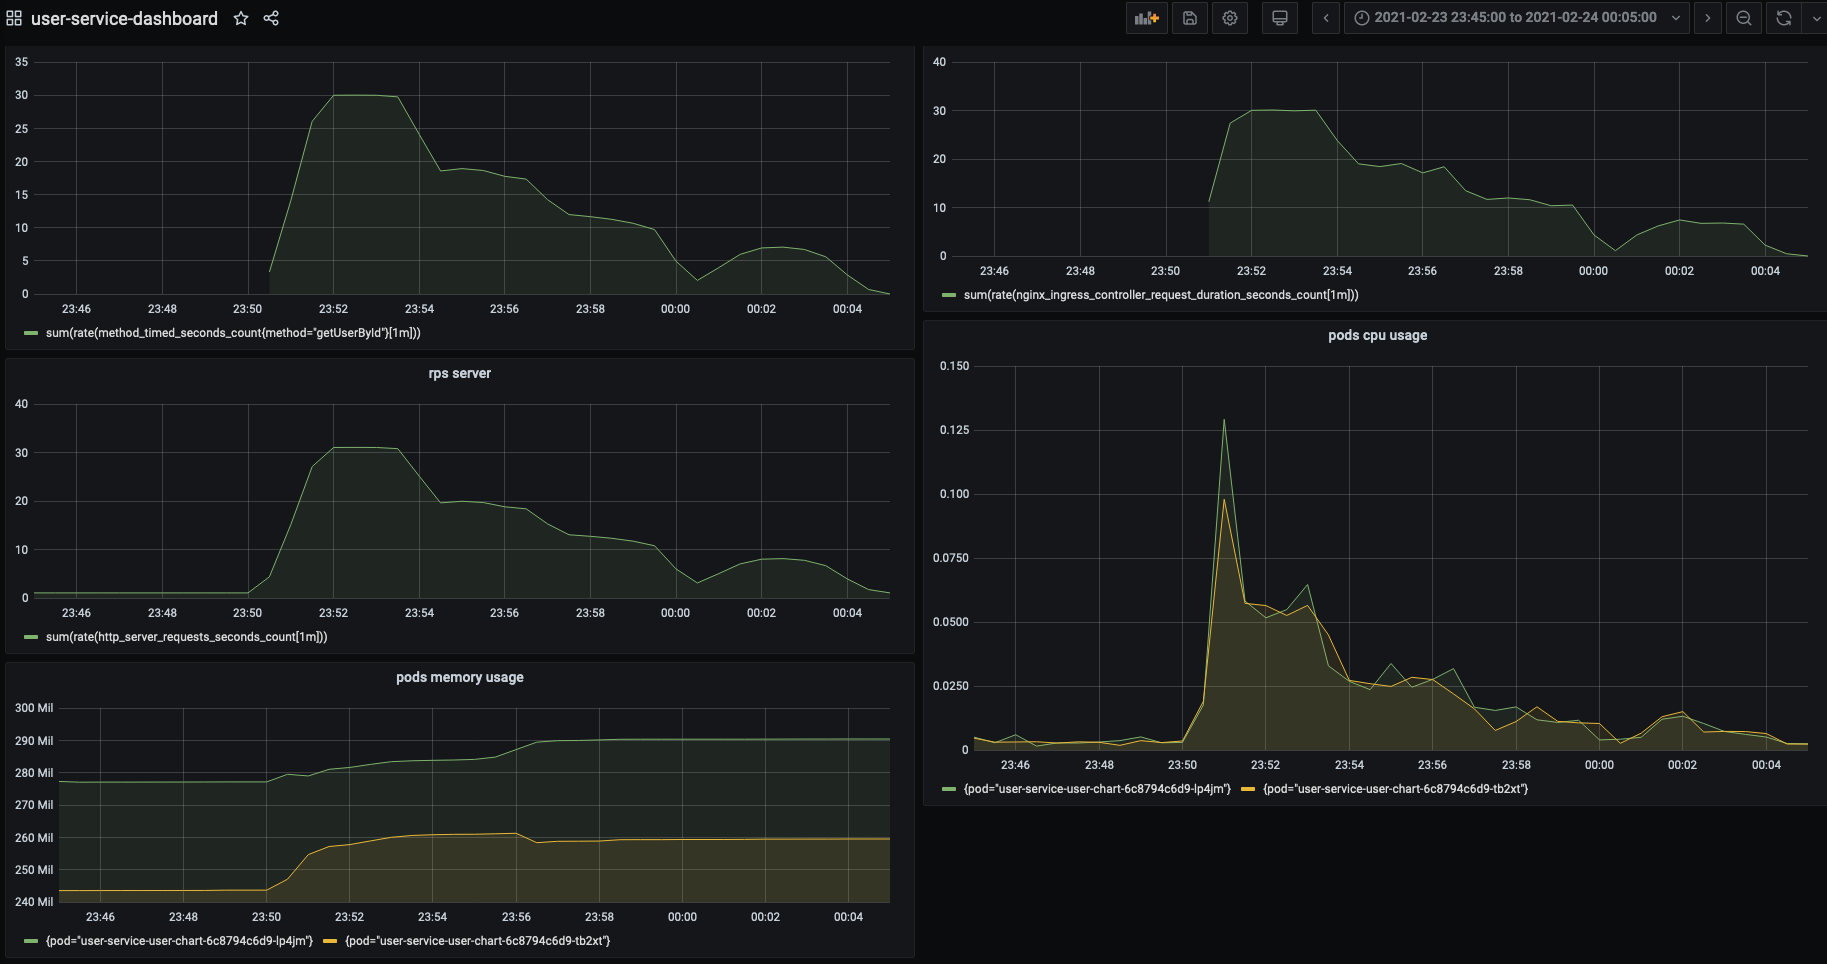 user-service-dashboard
2021-02-23 23:45:00 to 2021-02-24 00:05:00
35
30
25
20
15
10
5
0
23:46 23:48 23:50 23:52 23:54 23:56 23:58 00:00 00:02 00:04
sum(rate(method_timed_seconds_count{method="getUserById"}[1m]))
40
30
20
10
0
23:46 23:48 23:50 23:52 23:54 23:56 23:58 00:00 00:02 00:04
sum(rate(nginx_ingress_controller_request_duration_seconds_count[1m]))
rps server
40
30
20
10
0
23:46 23:48 23:50 23:52 23:54 23:56 23:58 00:00 00:02 00:04
sum(rate(http_server_requests_seconds_count[1m]))
pods cpu usage
0.150
0.125
0.100
0.0750
0.0500
0.0250
0
23:46 23:48 23:50 23:52 23:54 23:56 23:58 00:00 00:02 00:04
{pod="user-service-user-chart-6c8794c6d9-lp4jm"} {pod="user-service-user-chart-6c8794c6d9-tb2xt"}
pods memory usage
300 Mil
290 Mil
280 Mil
270 Mil
260 Mil
250 Mil
240 Mil
23:46 23:48 23:50 23:52 23:54 23:56 23:58 00:00 00:02 00:04
{pod="user-service-user-chart-6c8794c6d9-lp4jm"} {pod="user-service-user-chart-6c8794c6d9-tb2xt"}